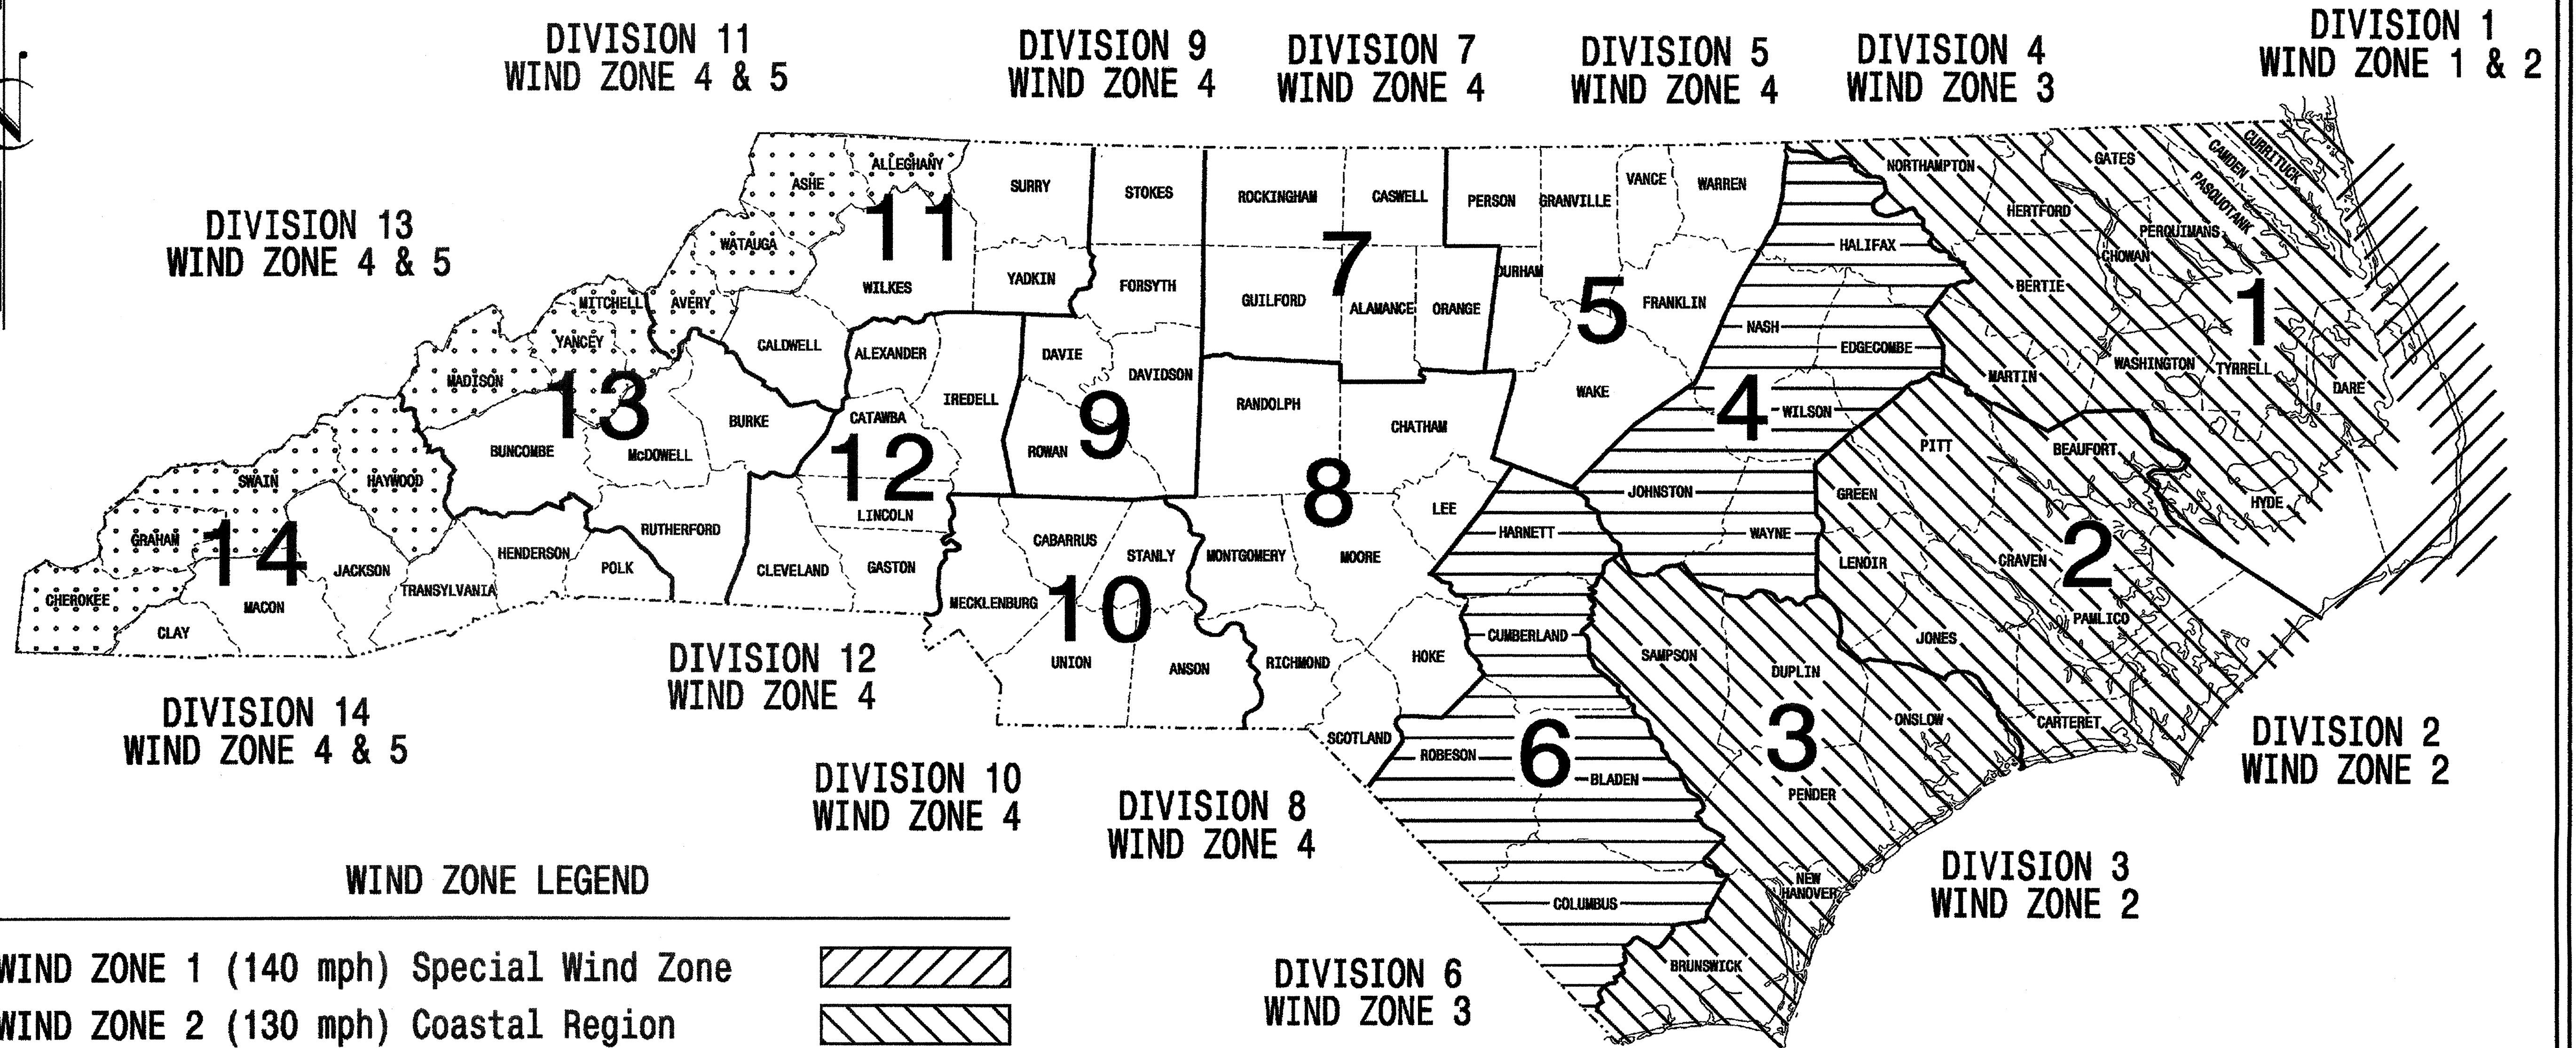 DIVISION 11
WIND ZONE 4 & 5
DIVISION 9
WIND ZONE 4
DIVISION 7
WIND ZONE 4
DIVISION 5
WIND ZONE 4
DIVISION 4
WIND ZONE 3
DIVISION 1
WIND ZONE 1 & 2
DIVISION 13
WIND ZONE 4 & 5
ASHE
ALLEGHANY
SURRY
STOKES
ROCKINGHAM
CASWELL
PERSON
GRANVILLE
VANCE
WARREN
NORTHAMPTON
GATES
CAMDEN
CURRITUCK
PASQUOTANK
HERTFORD
PERQUIMANS
CHOWAN
HALIFAX
BERTIE
WATAUGA
11
WILKES
YADKIN
FORSYTH
GUILFORD
7
ALAMANCE
ORANGE
DURHAM
5
FRANKLIN
NASH
EDGECOMBE
MARTIN
WASHINGTON
TYRRELL
1
DARE
MITCHELL
AVERY
YANCEY
MADISON
13
CALDWELL
ALEXANDER
DAVIE
DAVIDSON
IREDELL
RANDOLPH
CHATHAM
WAKE
4
WILSON
PITT
BEAUFORT
HYDE
BUNCOMBE
McDOWELL
BURKE
CATAWBA
12
LINCOLN
ROWAN
9
8
LEE
JOHNSTON
GREEN
SWAIN
HAYWOOD
GRAHAM
14
CHEROKEE
CLAY
MACON
JACKSON
TRANSYLVANIA
HENDERSON
POLK
RUTHERFORD
CLEVELAND
GASTON
CABARRUS
STANLY
MONTGOMERY
MOORE
HARNETT
WAYNE
LENOIR
CRAVEN
2
PAMLICO
JONES
MECKLENBURG
10
UNION
ANSON
RICHMOND
HOKE
CUMBERLAND
SAMPSON
DUPLIN
ONSLOW
CARTERET
SCOTLAND
ROBESON
6
BLADEN
3
PENDER
COLUMBUS
NEW
HANOVER
BRUNSWICK
DIVISION 14
WIND ZONE 4 & 5
DIVISION 12
WIND ZONE 4
DIVISION 10
WIND ZONE 4
DIVISION 8
WIND ZONE 4
DIVISION 2
WIND ZONE 2
DIVISION 3
WIND ZONE 2
DIVISION 6
WIND ZONE 3
WIND ZONE LEGEND
WIND ZONE 1 (140 mph) Special Wind Zone
WIND ZONE 2 (130 mph) Coastal Region